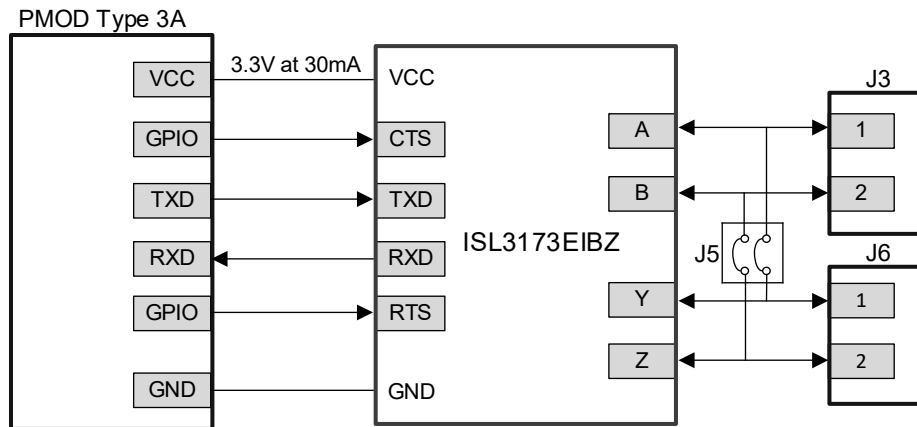 PMOD Type 3A
VCC
GPIO
TXD
RXD
GPIO
GND
3.3V at 30mA
VCC
CTS
TXD
RXD
RTS
GND
ISL3173EIBZ
A
B
Y
Z
J5
J3
1
2
J6
1
2